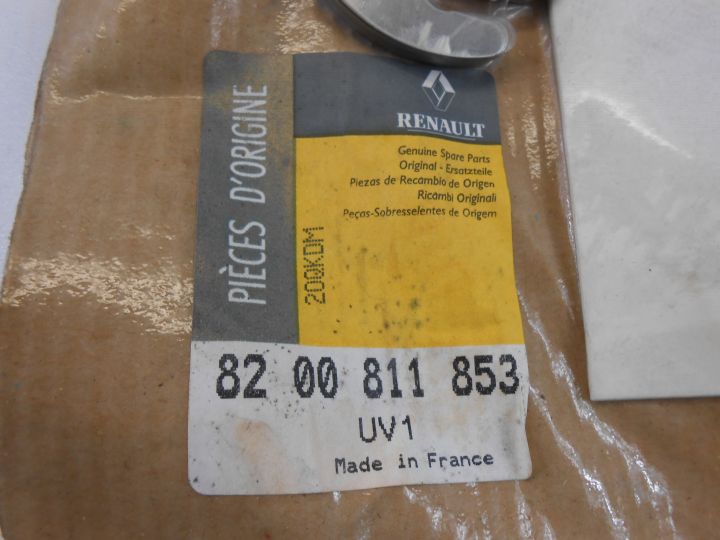 PIÈCES D'ORIGINE
RENAULT
Genuine Spare Parts
Original - Ersatzteile
Piezas de Recambio de Origen
Ricambi Originali
Peças-Sobresselentes de Origem
200KDM
82 00 811 853
UV1
Made in France